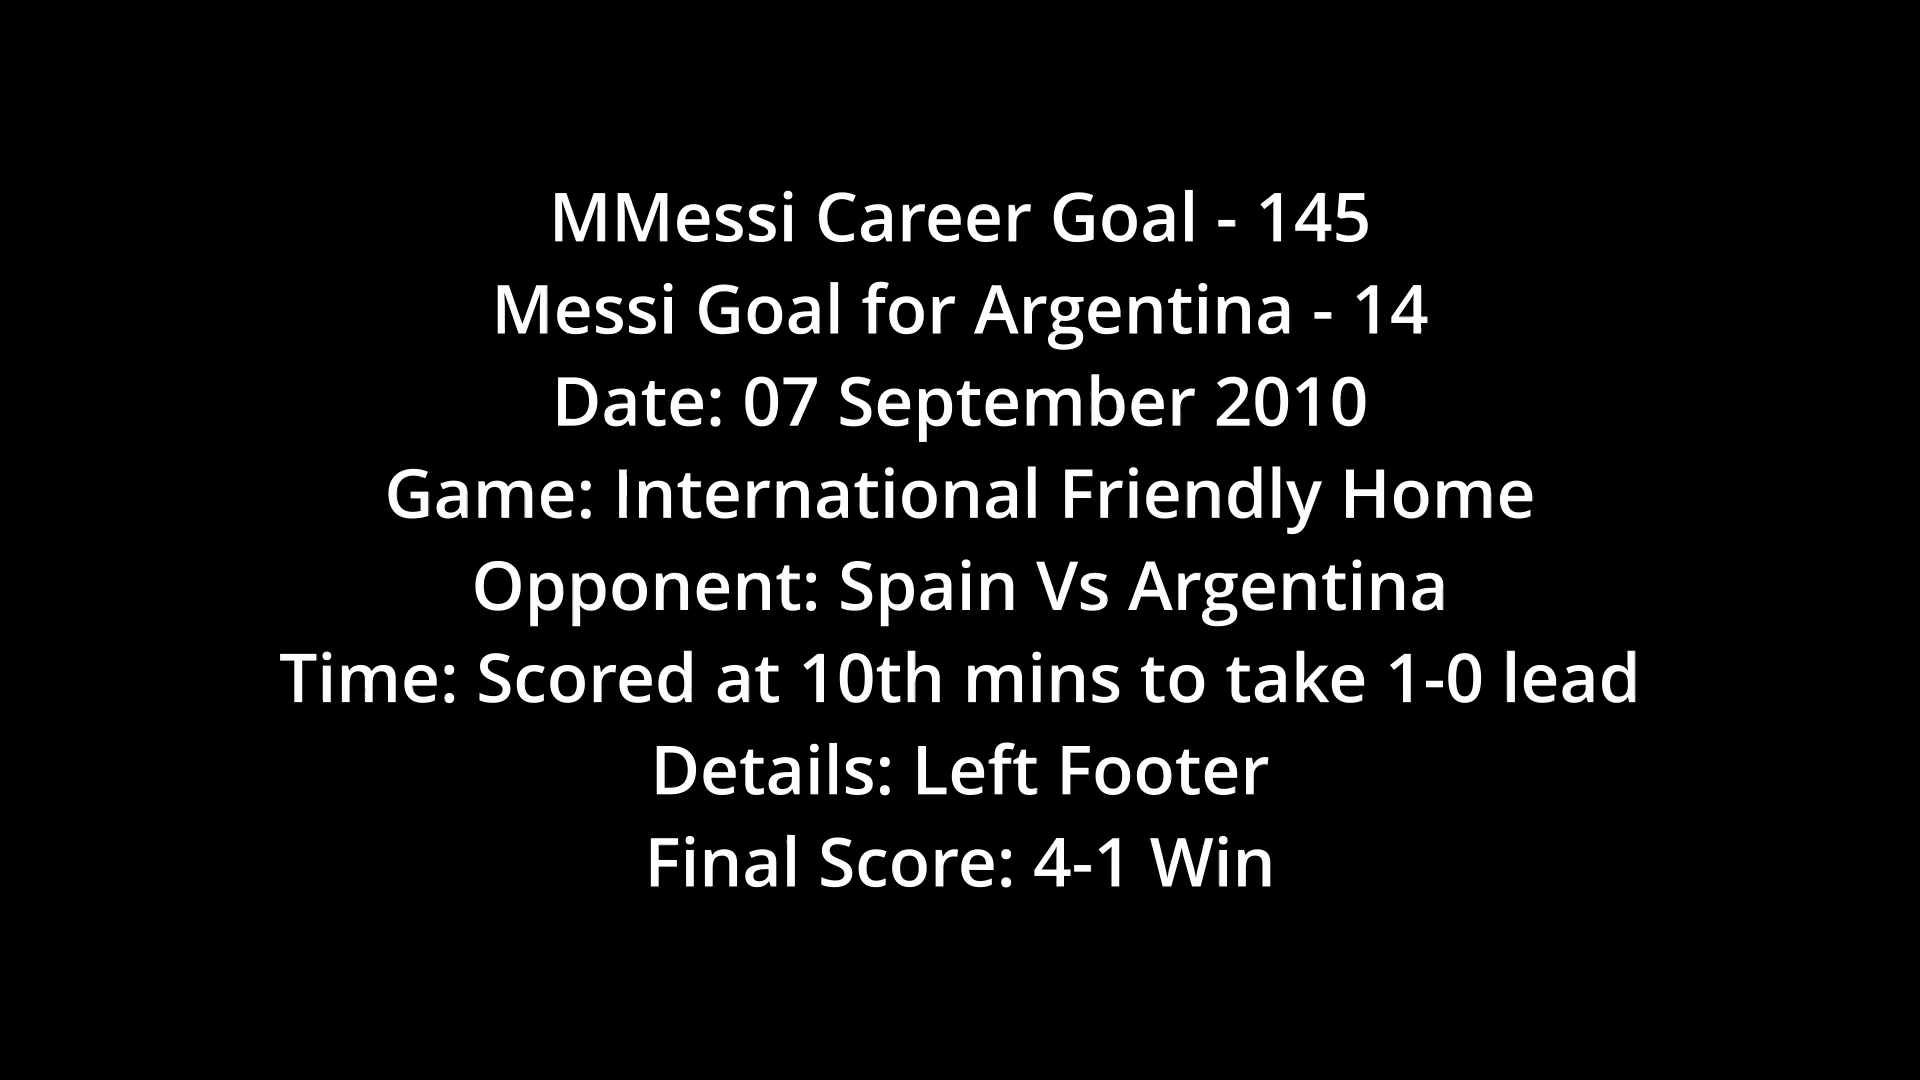 MMessi Career Goal - 145
Messi Goal for Argentina - 14
Date: 07 September 2010
Game: International Friendly Home
Opponent: Spain Vs Argentina
Time: Scored at 10th mins to take 1-0 lead
Details: Left Footer
Final Score: 4-1 Win